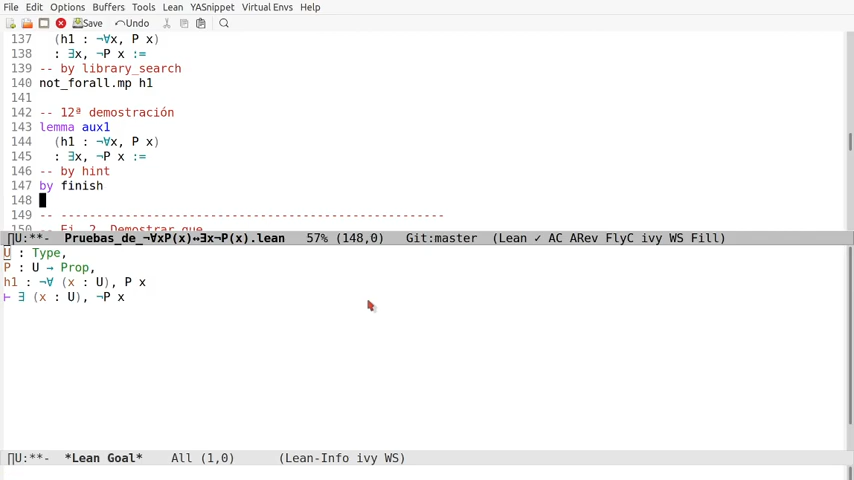 File Edit Options Buffers Tools Lean YASnippet Virtual Envs Help
Save Undo
137 (h1 : ¬∀x, P x)
138 : ∃x, ¬P x :=
139 -- by library_search
140 not_forall.mp h1
141
142 -- 12ª demostración
143 lemma aux1
144 (h1 : ¬∀x, P x)
145 : ∃x, ¬P x :=
146 -- by hint
147 by finish
148
149 -- ----------------------------------------------------
150 -- Ej. 2. Demostrar que
∏U:**- Pruebas_de_¬∀xP(x)↔∃x¬P(x).lean 57% (148,0) Git:master (Lean ✓ AC ARev FlyC ivy WS Fill)
U : Type,
P : U → Prop,
h1 : ¬∀ (x : U), P x
⊢ ∃ (x : U), ¬P x
∏U:**- *Lean Goal* All (1,0) (Lean-Info ivy WS)